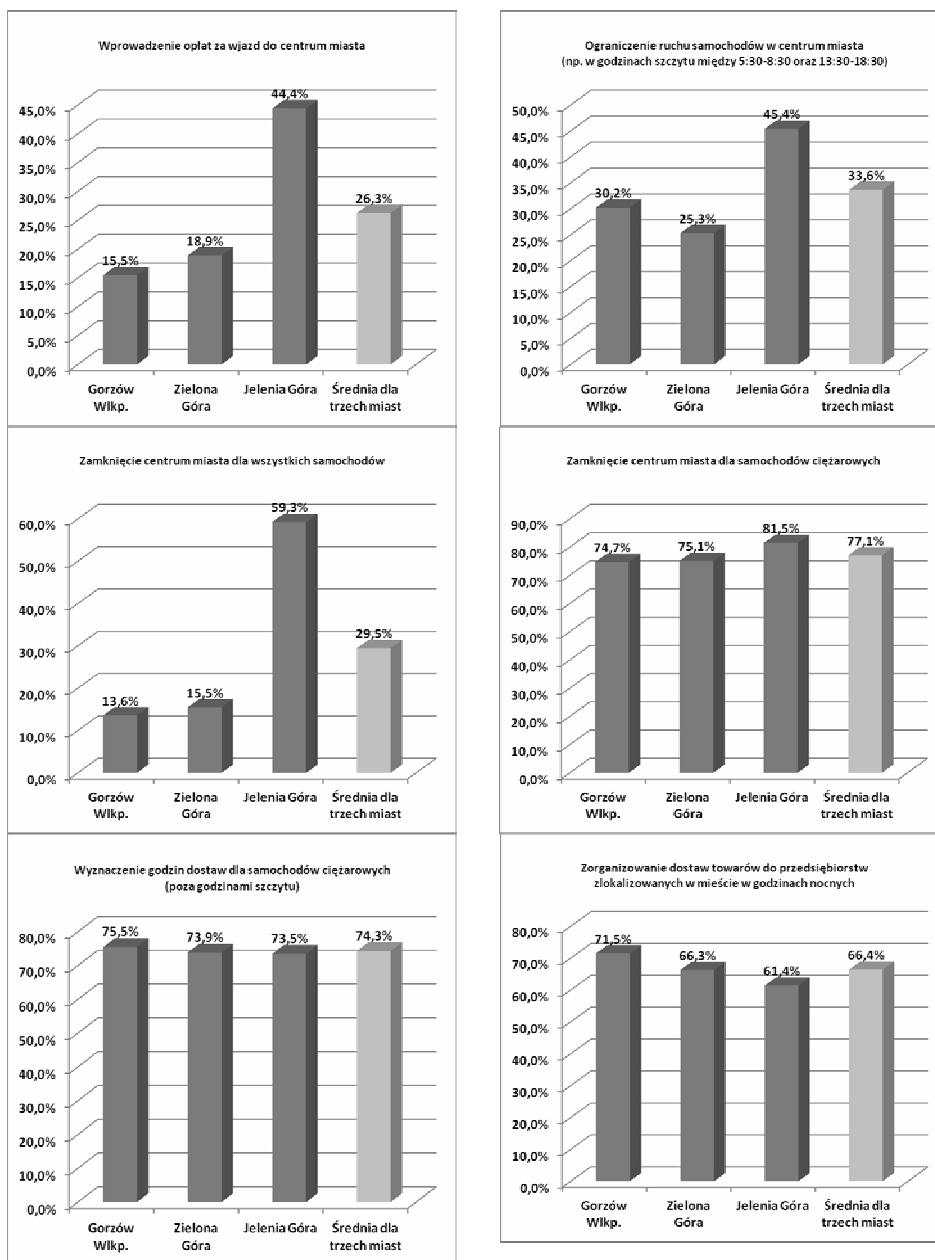 Wprowadzenie opłat za wjazd do centrum miasta
44,4%
45,0%
40,0%
35,0%
30,0%
26,3%
25,0%
18,9%
20,0%
15,5%
15,0%
10,0%
5,0%
0,0%
Gorzów Zielona Jelenia Góra Średnia dla
Wlkp. Góra trzech miast
Ograniczenie ruchu samochodów w centrum miasta
(np. w godzinach szczytu między 5:30-8:30 oraz 13:30-18:30)
50,0%
45,4%
45,0%
40,0%
33,6%
35,0%
30,2%
30,0%
25,3%
25,0%
20,0%
15,0%
10,0%
5,0%
0,0%
Gorzów Zielona Jelenia Góra Średnia dla
Wlkp. Góra trzech miast
Zamknięcie centrum miasta dla wszystkich samochodów
59,3%
60,0%
50,0%
40,0%
29,5%
30,0%
20,0%
13,6% 15,5%
10,0%
0,0%
Gorzów Zielona Jelenia Góra Średnia dla
Wlkp. Góra trzech miast
Zamknięcie centrum miasta dla samochodów ciężarowych
90,0%
81,5%
74,7% 75,1% 77,1%
80,0%
70,0%
60,0%
50,0%
40,0%
30,0%
20,0%
10,0%
0,0%
Gorzów Zielona Jelenia Góra Średnia dla
Wlkp. Góra trzech miast
Wyznaczenie godzin dostaw dla samochodów ciężarowych
(poza godzinami szczytu)
75,5% 73,9% 73,5% 74,3%
80,0%
70,0%
60,0%
50,0%
40,0%
30,0%
20,0%
10,0%
0,0%
Gorzów Zielona Jelenia Góra Średnia dla
Wlkp. Góra trzech miast
Zorganizowanie dostaw towarów do przedsiębiorstw
zlokalizowanych w mieście w godzinach nocnych
80,0%
71,5% 66,3% 61,4% 66,4%
70,0%
60,0%
50,0%
40,0%
30,0%
20,0%
10,0%
0,0%
Gorzów Zielona Jelenia Góra Średnia dla
Wlkp. Góra trzech miast